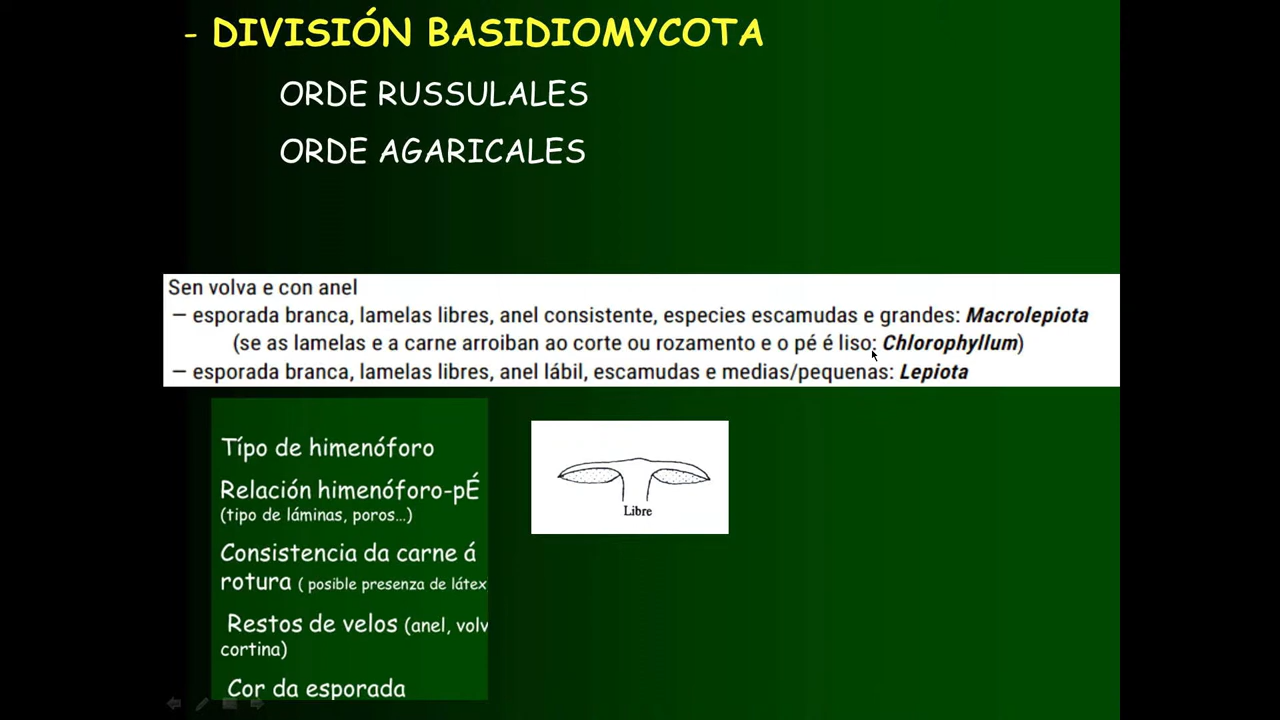 - DIVISIÓN BASIDIOMYCOTA
ORDE RUSSULALES
ORDE AGARICALES
Sen volva e con anel
— esporada branca, lamelas libres, anel consistente, especies escamudas e grandes: Macrolepiota
(se as lamelas e a carne arroiban ao corte ou rozamento e o pé é liso: Chlorophyllum)
— esporada branca, lamelas libres, anel lábil, escamudas e medias/pequenas: Lepiota
Típo de himenóforo
Relación himenóforo-pÉ
(tipo de láminas, poros…)
Consistencia da carne á
rotura ( posible presenza de látex
Restos de velos (anel, volv
cortina)
Cor da esporada
Libre